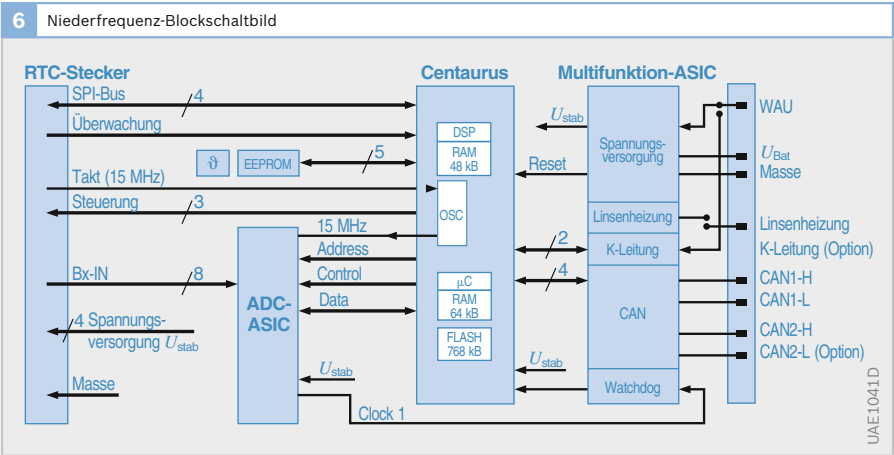 6 Niederfrequenz-Blockschaltbild
RTC-Stecker
Centaurus
Multifunktion-ASIC
SPI-Bus
4
Überwachung
ϑ
EEPROM
5
Takt (15 MHz)
Steuerung
3
15 MHz
Address
Bx-IN
8
Control
Data
ADC-
ASIC
4 Spannungs-
versorgung Ustab
Ustab
Masse
Clock 1
DSP
RAM
48 kB
OSC
µC
RAM
64 kB
FLASH
768 kB
Ustab
Reset
2
4
Ustab
Spannungs-
versorgung
Linsenheizung
K-Leitung
CAN
Watchdog
WAU
UBat
Masse
Linsenheizung
K-Leitung (Option)
CAN1-H
CAN1-L
CAN2-H
CAN2-L (Option)
UAE1041D